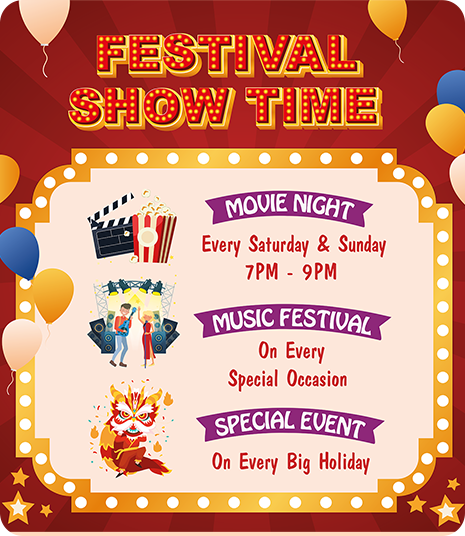 FESTIVAL
SHOW TIME
MOVIE NIGHT
Every Saturday & Sunday
7PM - 9PM
MUSIC FESTIVAL
On Every
Special Occasion
SPECIAL EVENT
On Every Big Holiday